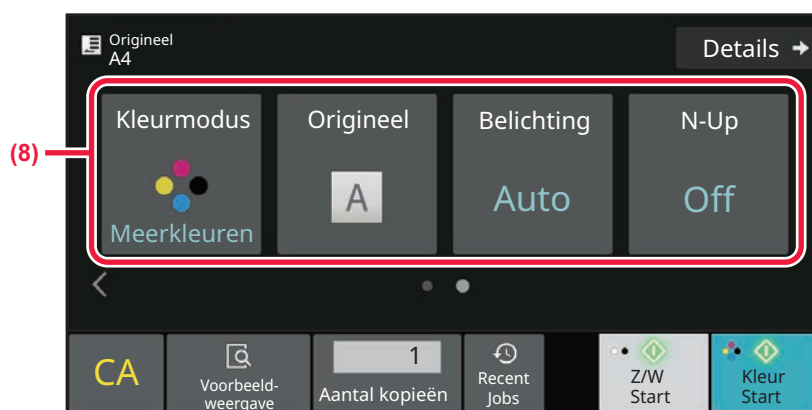 Origineel
A4
Details
(8)
Kleurmodus
Origineel
Belichting
N-Up
A
Auto
Off
Meerkleuren
CA
Voorbeeld-
weergave
1
Aantal kopieën
Recent
Jobs
Z/W
Start
Kleur
Start